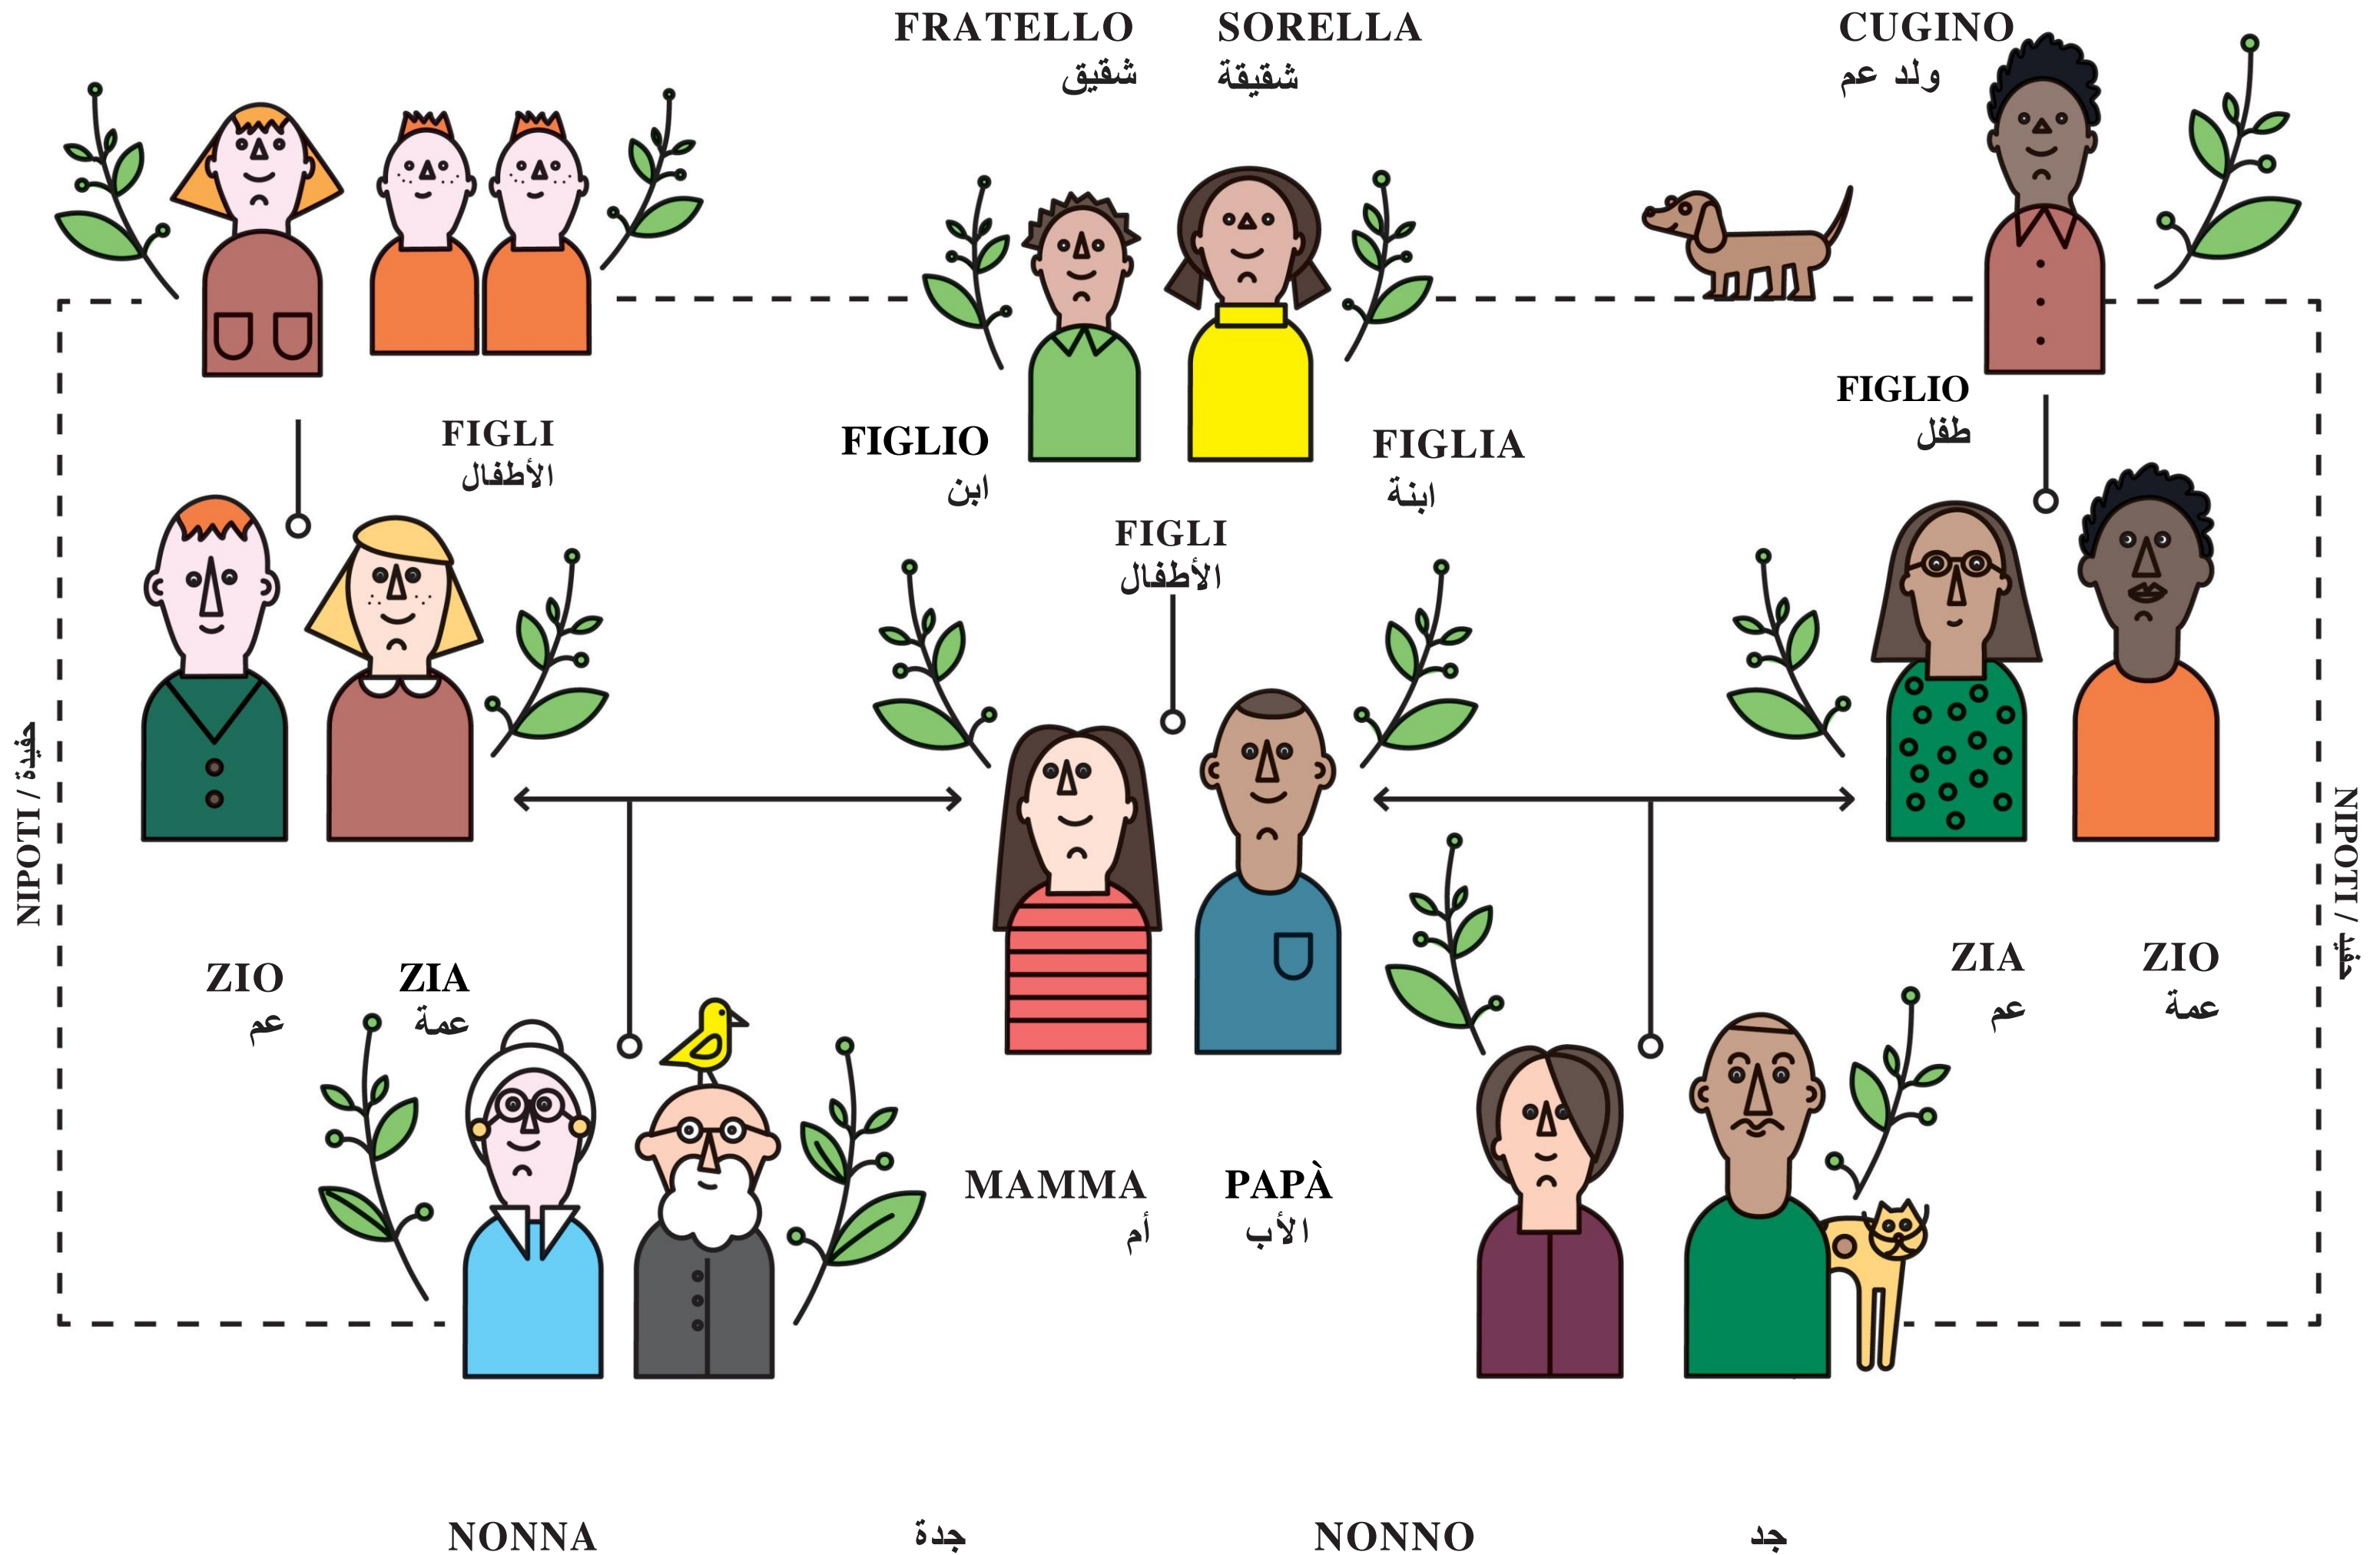 FRATELLO
شقيق
SORELLA
شقيقة
CUGINO
ولد عم
FIGLI
الأطفال
FIGLIO
ابن
FIGLIA
ابنة
FIGLIO
طفل
FIGLI
الأطفال
NIPOTI / حفيدة
NIPOTI / حفيد
ZIO
عم
ZIA
عمة
ZIA
عم
ZIO
عمة
MAMMA
أم
PAPÀ
الأب
NONNA جدة NONNO جد